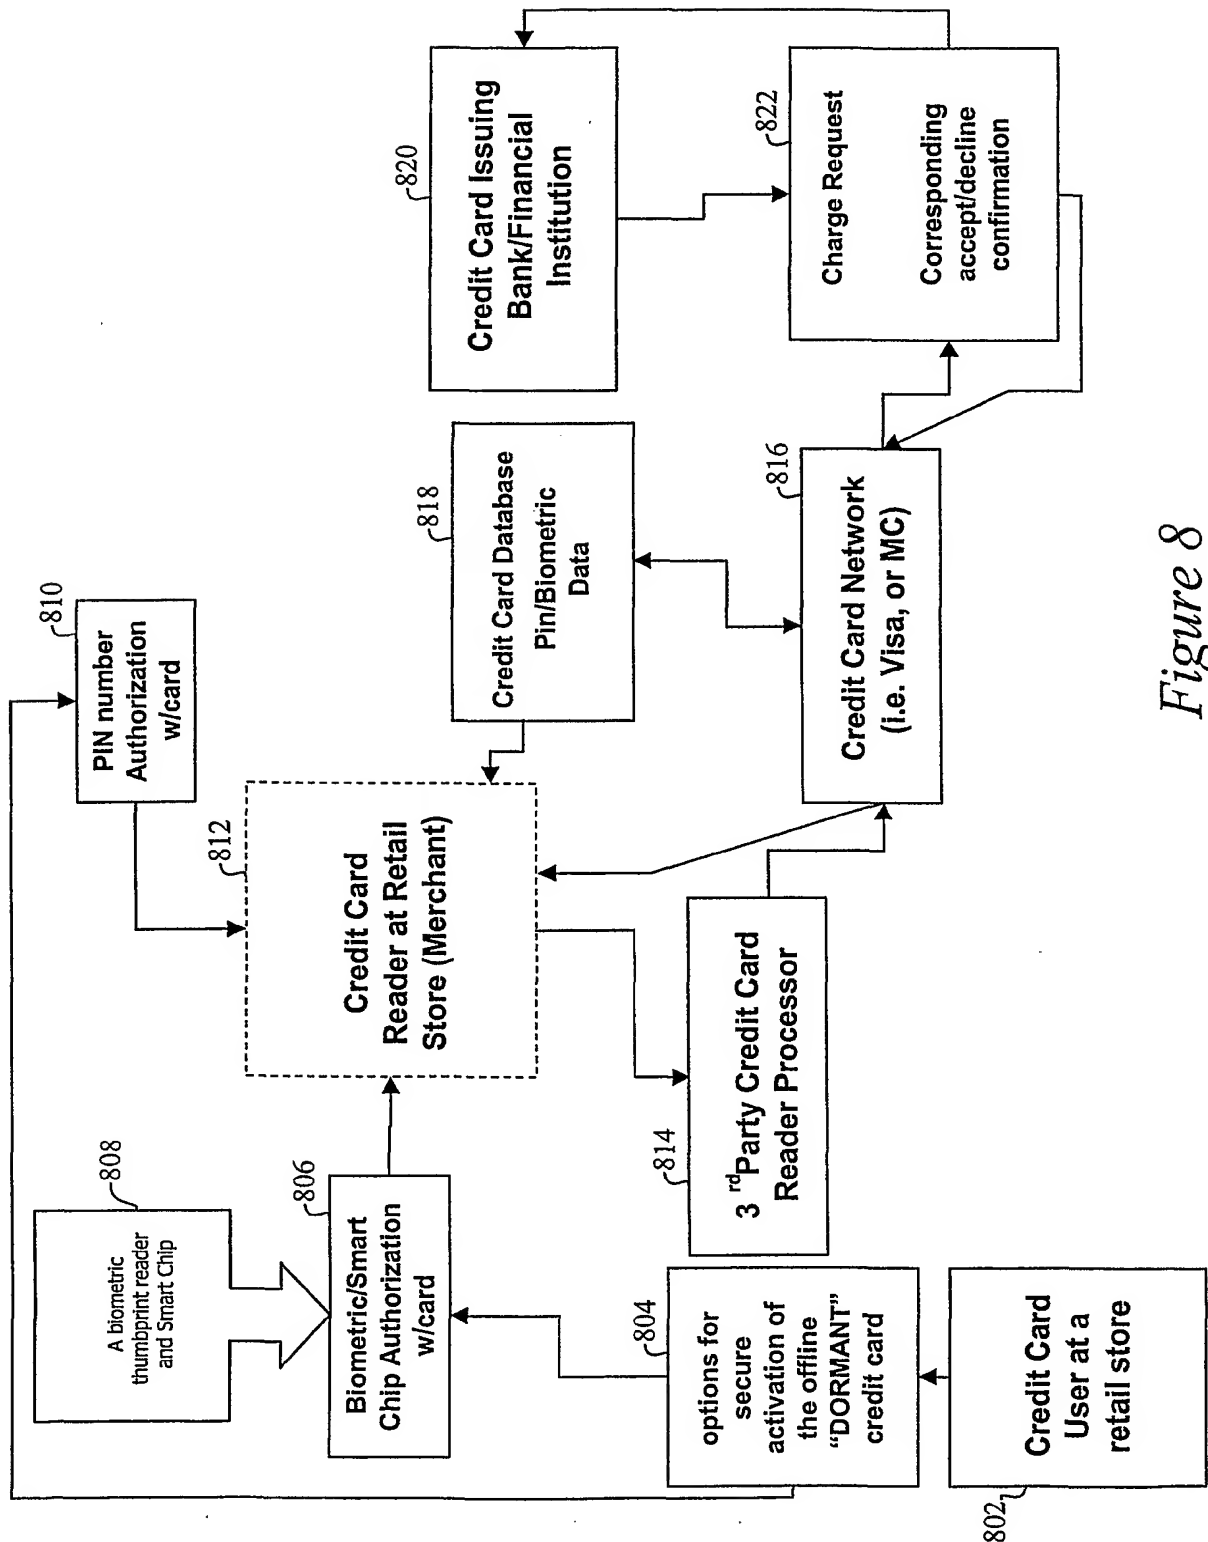 A biometric
thumbprint reader
and Smart Chip
808
PIN number
Authorization
w/card
810
Biometric/Smart
Chip Authorization
w/card
806
Credit Card
Reader at Retail
Store (Merchant)
812
Credit Card Database
Pin/Biometric
Data
818
Credit Card Issuing
Bank/Financial
Institution
820
options for
secure
activation of
the offline
“DORMANT”
credit card
804
3 rd Party Credit Card
Reader Processor
814
Credit Card Network
(i.e. Visa, or MC)
816
Charge Request
Corresponding
accept/decline
confirmation
822
Credit Card
User at a
retail store
802
Figure 8